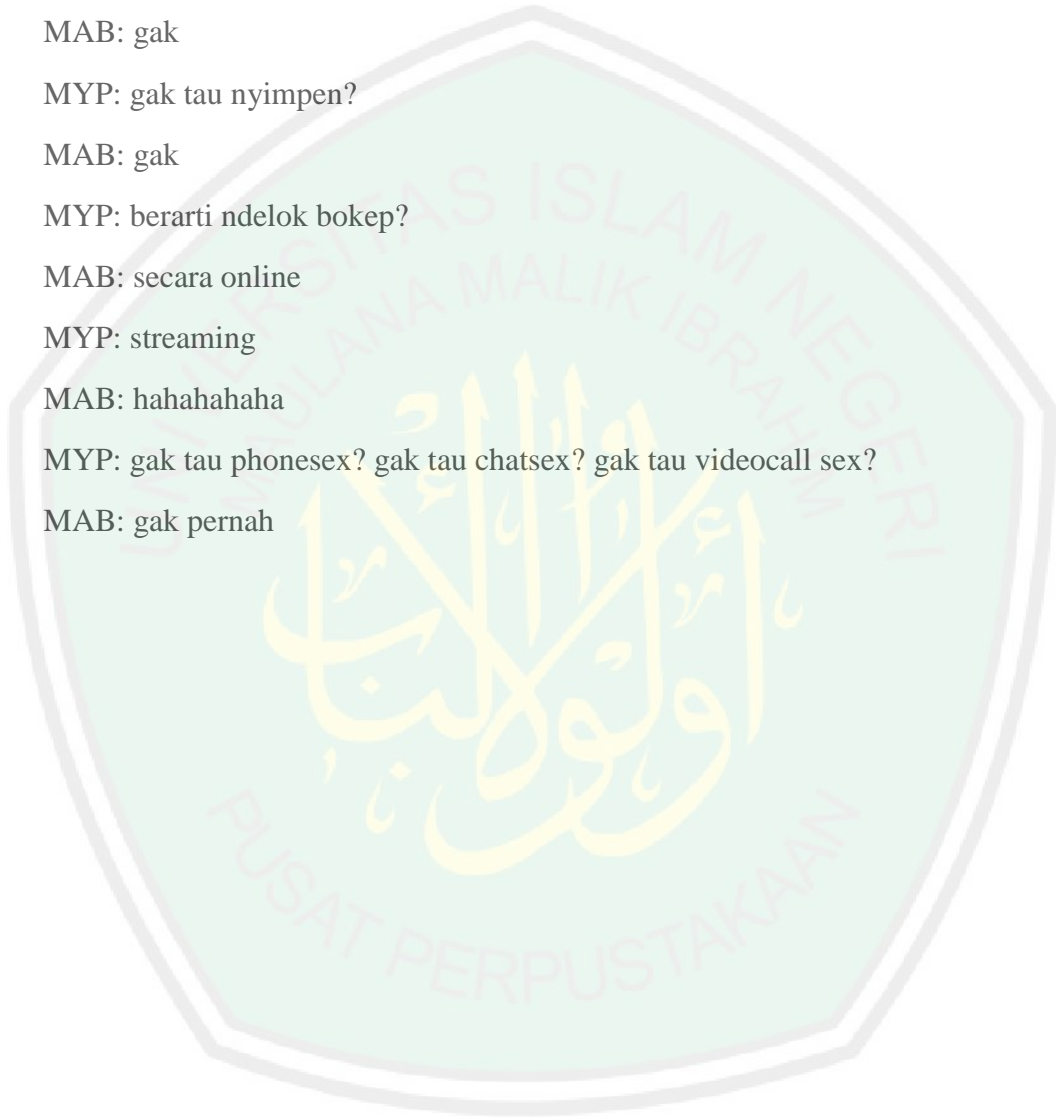 MAB: gak
MYP: gak tau nyimpen?
MAB: gak
MYP: berarti ndelok bokep?
MAB: secara online
MYP: streaming
MAB: hahahahaha
MYP: gak tau phonesex? gak tau chatsex? gak tau videocall sex?
MAB: gak pernah
UNIVERSITAS ISLAM NEGERI
MAULANA MALIK IBRAHIM
PUSAT PERPUSTAKAAN